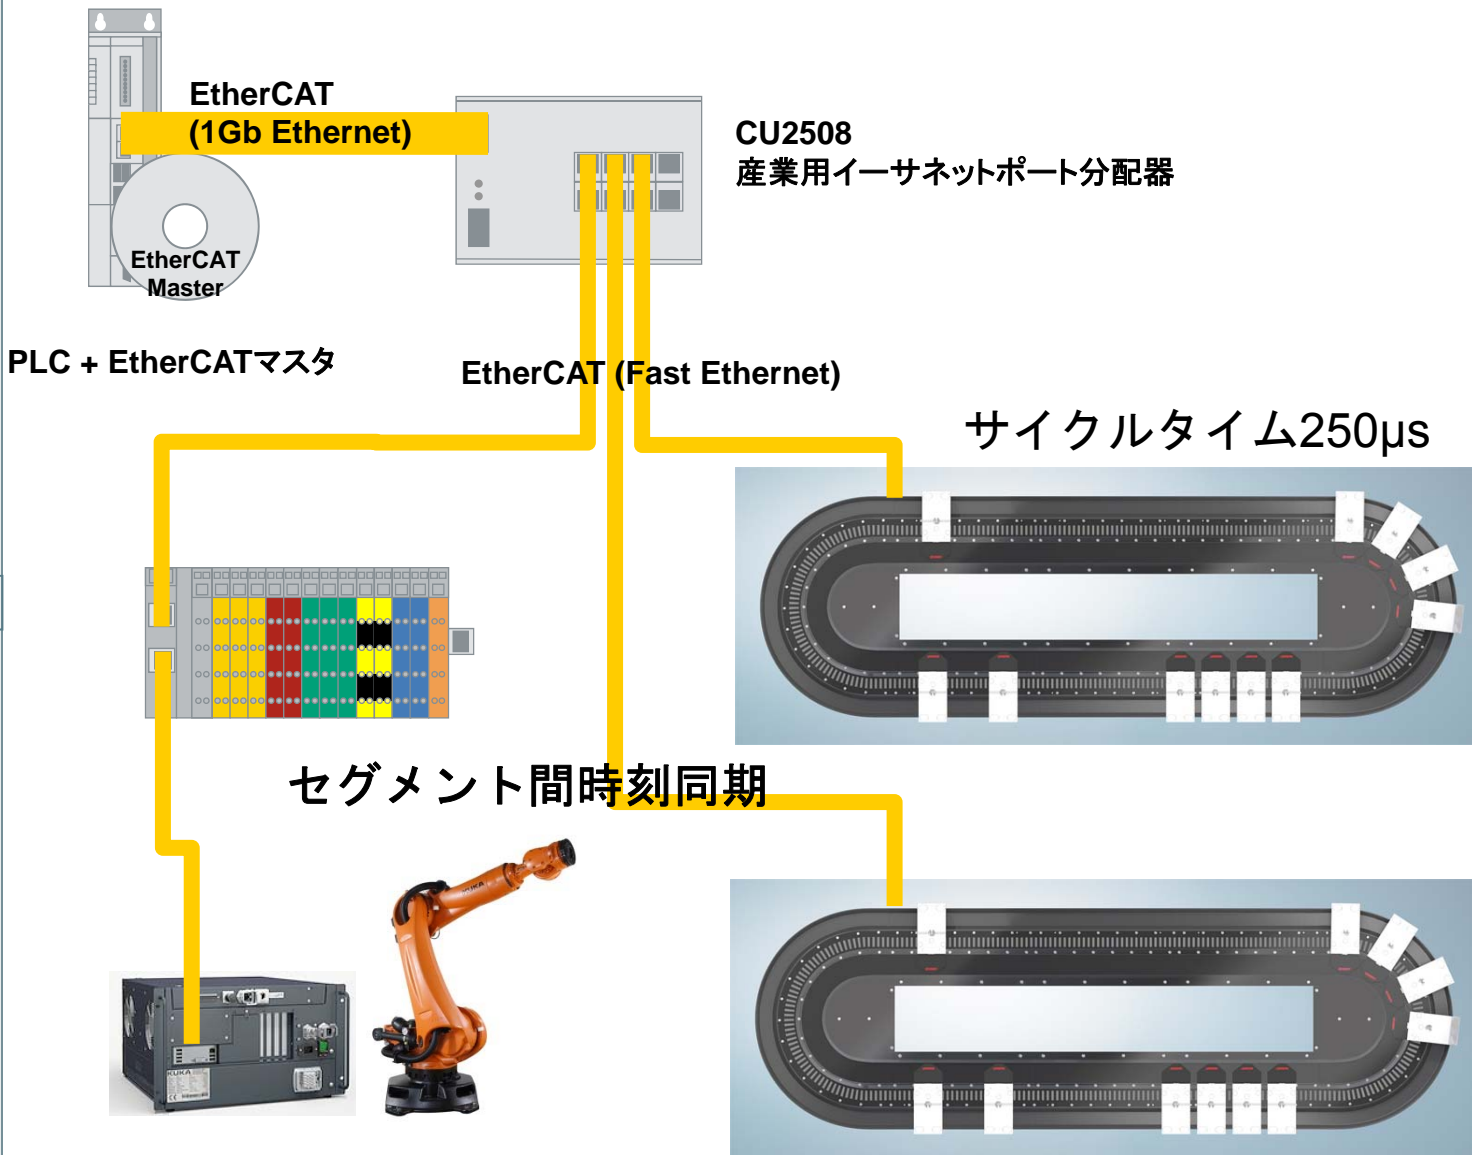 EtherCAT
(1Gb Ethernet)
CU2508
産業用イーサネットポート分配器
EtherCAT
Master
PLC + EtherCATマスタ
EtherCAT (Fast Ethernet)
サイクルタイム250µs
セグメント間時刻同期
KUKA
KUKA